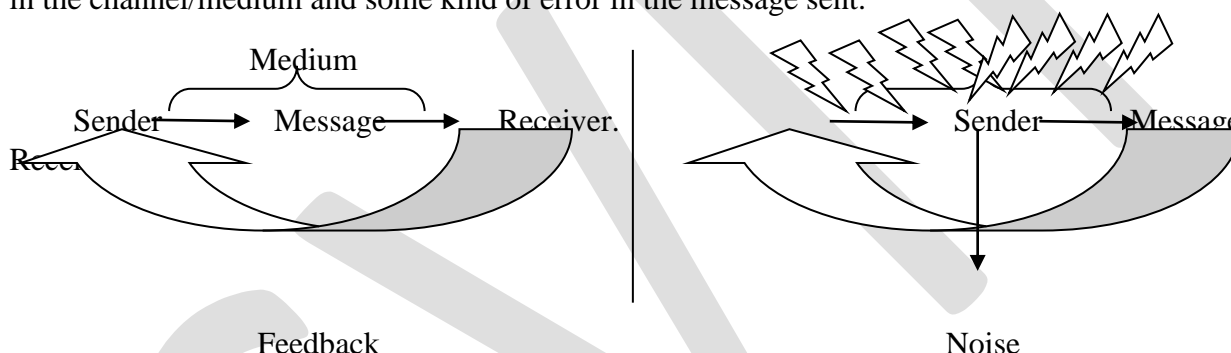 in the channel/medium and some kind of error in the message sent.
Medium
Sender Message Receiver. Sender Message
Feedback Noise